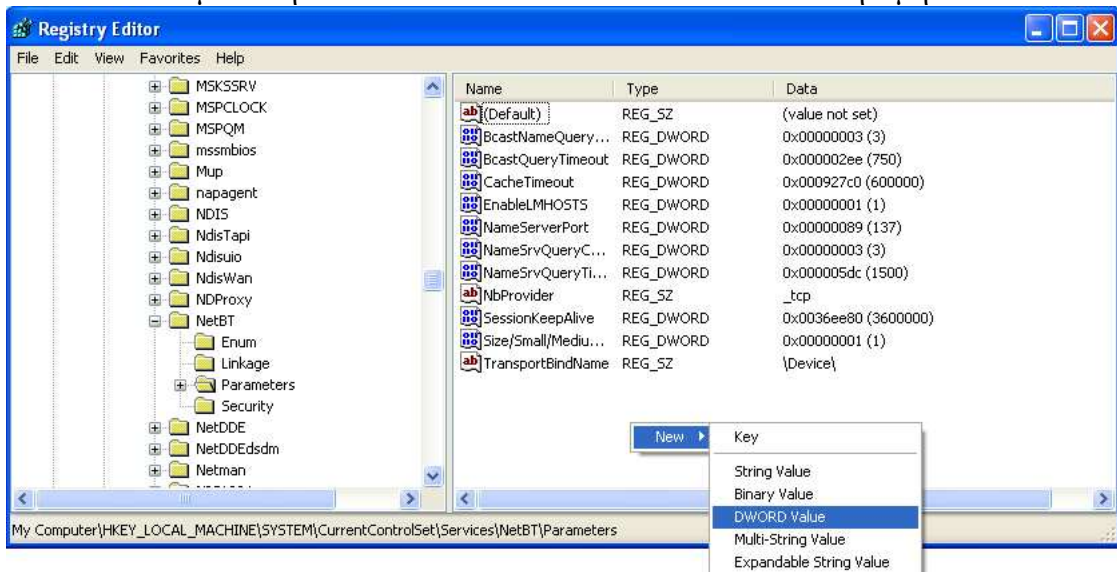 Registry Editor
File Edit View Favorites Help
MSKSSRV
MSPCLOCK
MSPQM
mssmbios
Mup
napagent
NDIS
NdisTapi
Ndisuio
NdisWan
NDProxy
NetBT
Enum
Linkage
Parameters
Security
NetDDE
NetDDEdsdm
Netman
Name Type Data
(Default) REG_SZ (value not set)
BcastNameQuery... REG_DWORD 0x00000003 (3)
BcastQueryTimeout REG_DWORD 0x000002ee (750)
CacheTimeout REG_DWORD 0x000927c0 (600000)
EnableLMHOSTS REG_DWORD 0x00000001 (1)
NameServerPort REG_DWORD 0x00000089 (137)
NameSrvQueryC... REG_DWORD 0x00000003 (3)
NameSrvQueryTi... REG_DWORD 0x000005dc (1500)
NbProvider REG_SZ _tcp
SessionKeepAlive REG_DWORD 0x0036ee80 (3600000)
Size/Small/Mediu... REG_DWORD 0x00000001 (1)
TransportBindName REG_SZ \Device\
New
Key
String Value
Binary Value
DWORD Value
Multi-String Value
Expandable String Value
My Computer\HKEY_LOCAL_MACHINE\SYSTEM\CurrentControlSet\Services\NetBT\Parameters